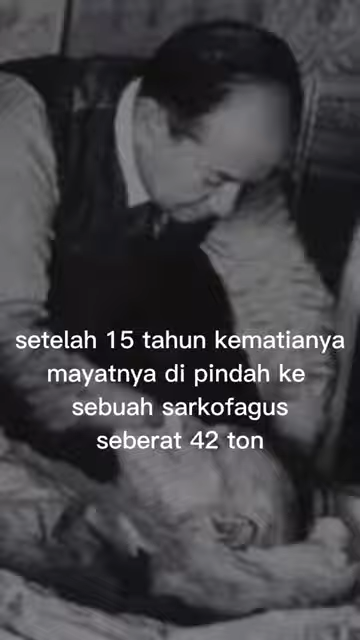 setelah 15 tahun kematianya
mayatnya di pindah ke
sebuah sarkofagus
seberat 42 ton